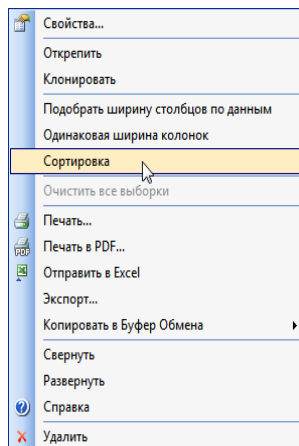 Свойства...
Открепить
Клонировать
Подобрать ширину столбцов по данным
Одинаковая ширина колонок
Сортировка
Очистить все выборки
Печать...
PDF Печать в PDF...
Отправить в Excel
Экспорт...
Копировать в Буфер Обмена
Свернуть
Развернуть
Справка
Удалить